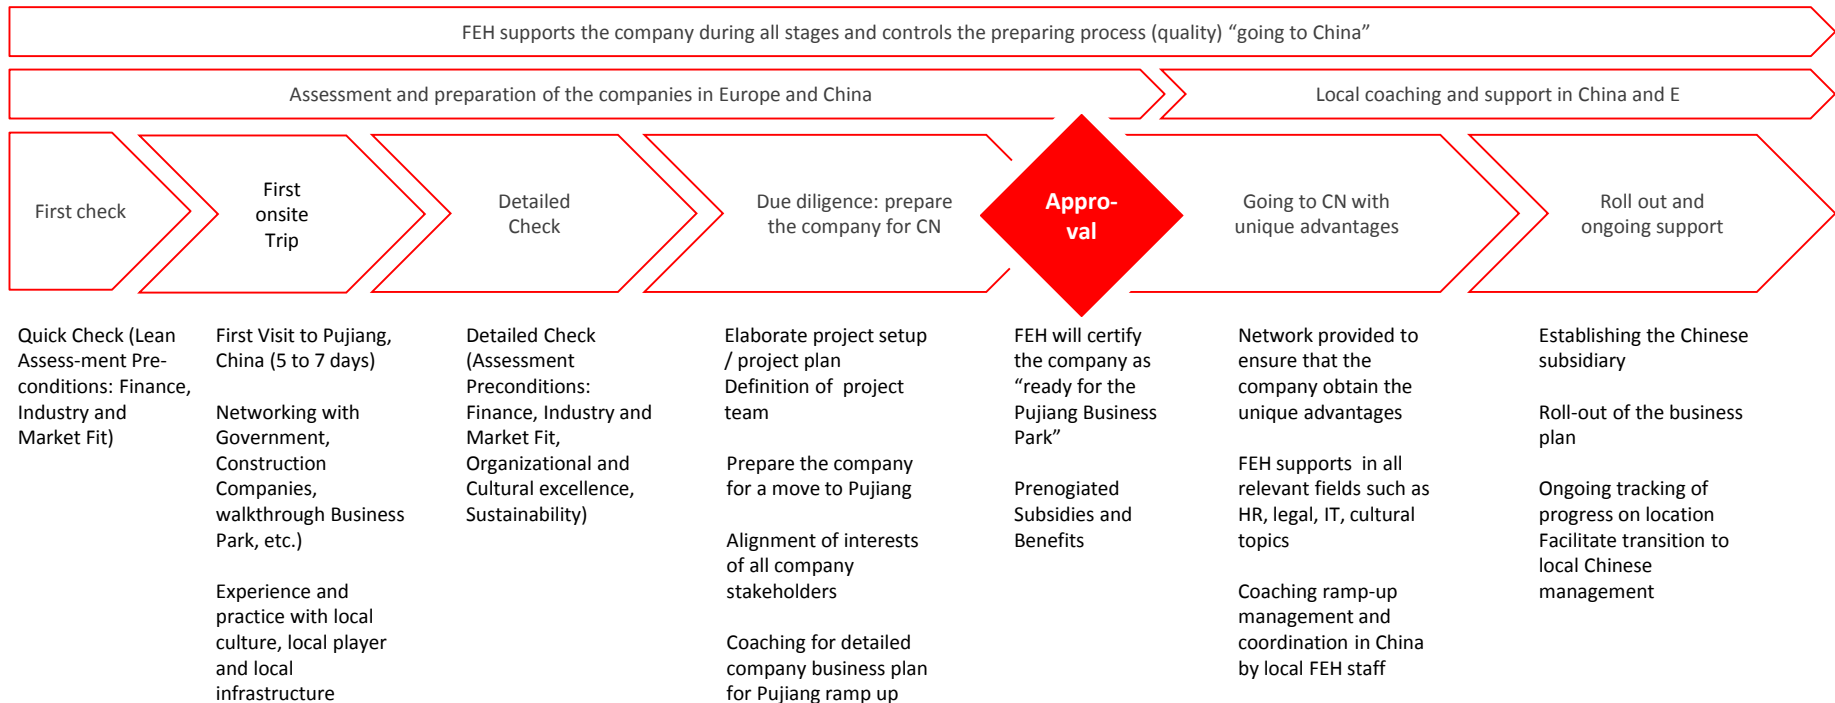 FEH supports the company during all stages and controls the preparing process (quality) “going to China”
Assessment and preparation of the companies in Europe and China
Local coaching and support in China and E
First check
First
onsite
Trip
Detailed
Check
Due diligence: prepare
the company for CN
Appro-
val
Going to CN with
unique advantages
Roll out and
ongoing support
Quick Check (Lean
Assess-ment Pre-
conditions: Finance,
Industry and
Market Fit)
First Visit to Pujiang,
China (5 to 7 days)
Networking with
Government,
Construction
Companies,
walkthrough Business
Park, etc.)
Experience and
practice with local
culture, local player
and local
infrastructure
Detailed Check
(Assessment
Preconditions:
Finance, Industry and
Market Fit,
Organizational and
Cultural excellence,
Sustainability)
Elaborate project setup
/ project plan
Definition of project
team
Prepare the company
for a move to Pujiang
Alignment of interests
of all company
stakeholders
Coaching for detailed
company business plan
for Pujiang ramp up
FEH will certify
the company as
“ready for the
Pujiang Business
Park”
Prenogiated
Subsidies and
Benefits
Network provided to
ensure that the
company obtain the
unique advantages
FEH supports in all
relevant fields such as
HR, legal, IT, cultural
topics
Coaching ramp-up
management and
coordination in China
by local FEH staff
Establishing the Chinese
subsidiary
Roll-out of the business
plan
Ongoing tracking of
progress on location
Facilitate transition to
local Chinese
management